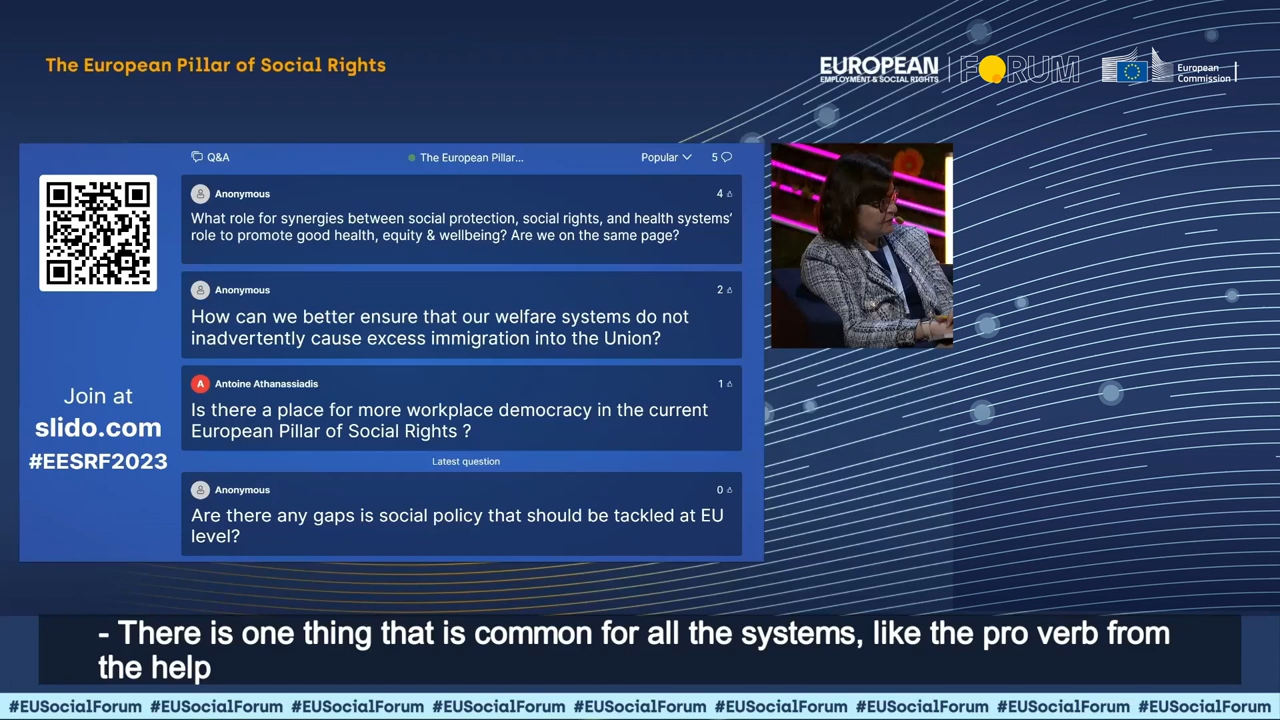 The European Pillar of Social Rights
EUROPEAN
EMPLOYMENT & SOCIAL RIGHTS
FORUM
European
Commission
Q&A
The European Pillar...
Popular
5
Anonymous
4
What role for synergies between social protection, social rights, and health systems'
role to promote good health, equity & wellbeing? Are we on the same page?
Anonymous
2
How can we better ensure that our welfare systems do not
inadvertently cause excess immigration into the Union?
A Antoine Athanassiadis
1
Is there a place for more workplace democracy in the current
European Pillar of Social Rights ?
Latest question
Anonymous
0
Are there any gaps is social policy that should be tackled at EU
level?
Join at
slido.com
#EESRF2023
- There is one thing that is common for all the systems, like the pro verb from
the help
#EUSocialForum #EUSocialForum #EUSocialForum #EUSocialForum #EUSocialForum #EUSocialForum #EUSocialForum #EUSocialForum #EUSocialForum